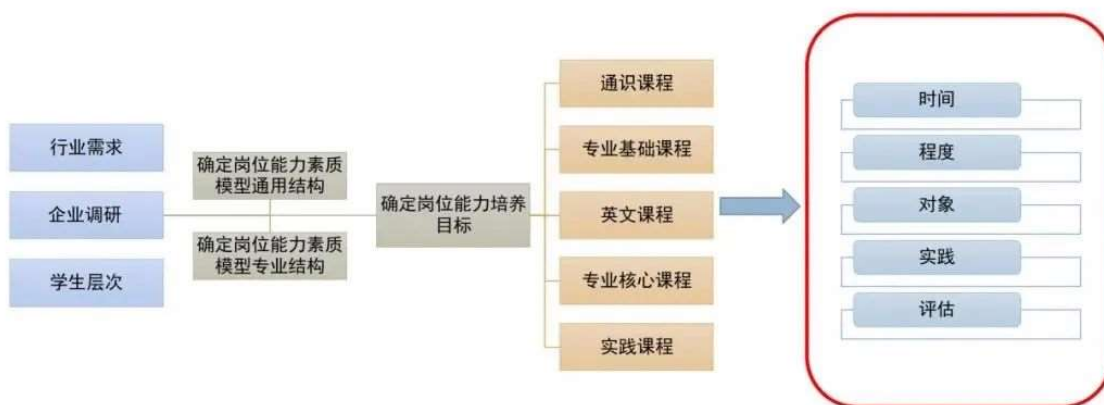 行业需求
企业调研
学生层次
确定岗位能力素质
模型通用结构
确定岗位能力素质
模型专业结构
确定岗位能力培养
目标
通识课程
专业基础课程
英文课程
专业核心课程
实践课程
时间
程度
对象
实践
评估